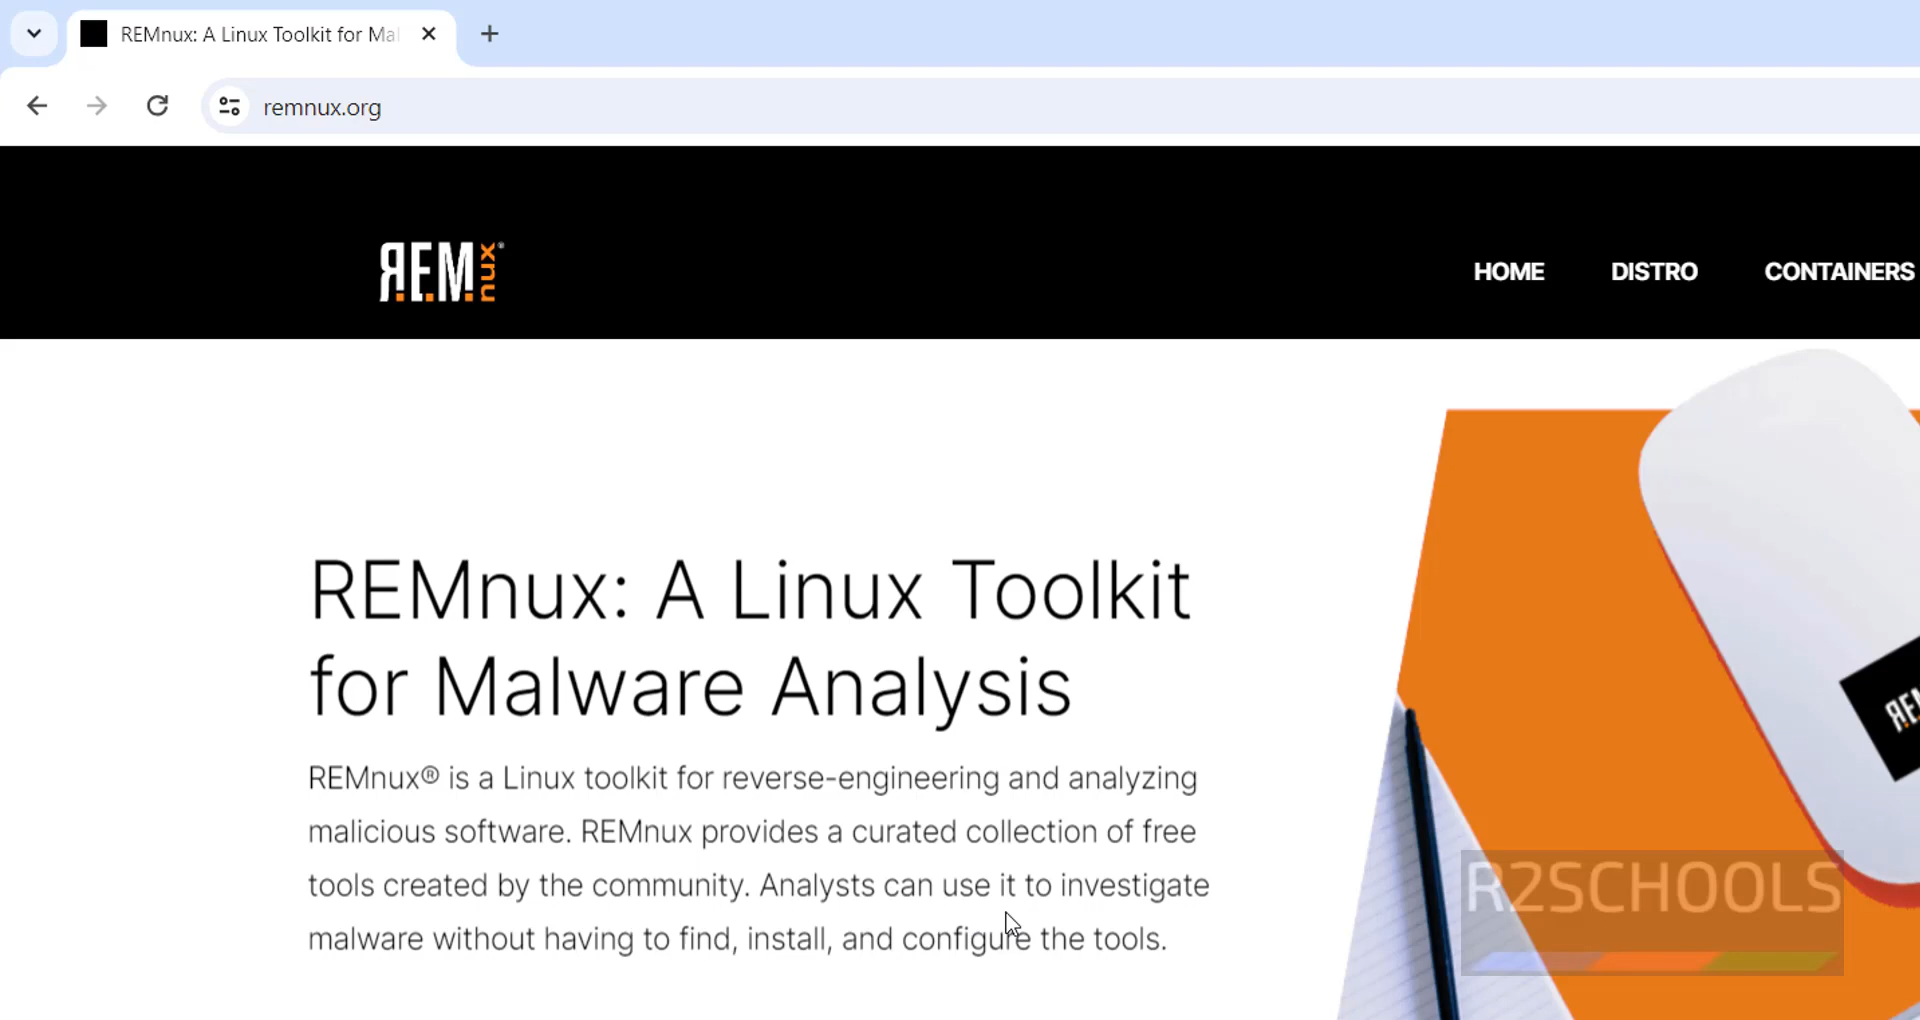 REMnux: A Linux Toolkit for Mal
remnux.org
REM nux®
HOME DISTRO CONTAINERS
REMnux: A Linux Toolkit
for Malware Analysis
REMnux® is a Linux toolkit for reverse-engineering and analyzing
malicious software. REMnux provides a curated collection of free
tools created by the community. Analysts can use it to investigate
malware without having to find, install, and configure the tools.
REM
R2SCHOOLS